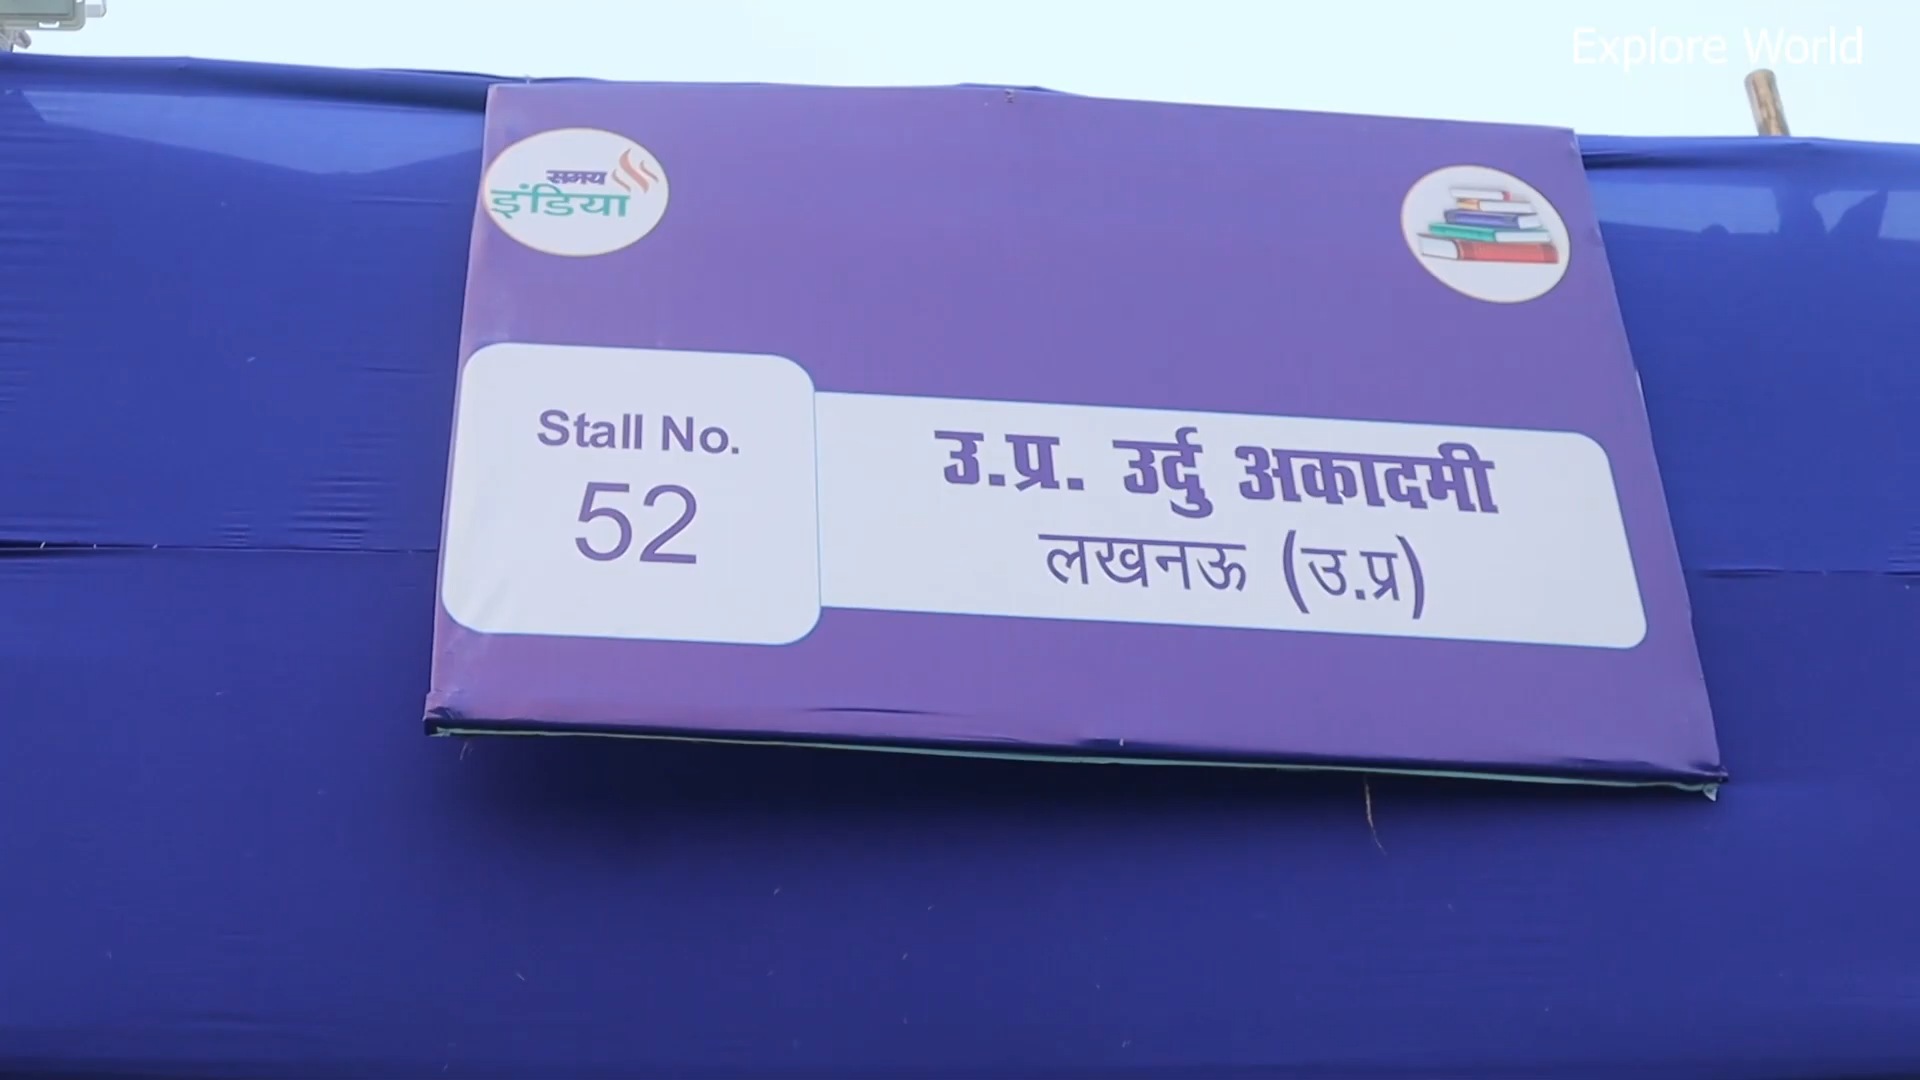 Explore World
समय
इंडिया
Stall No.
52
उ.प्र. उर्दु अकादमी
लखनऊ (उ.प्र)